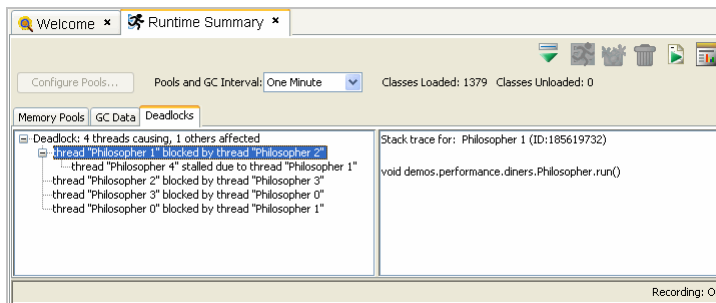 Welcome × Runtime Summary ×
Configure Pools... Pools and GC Interval: One Minute Classes Loaded: 1379 Classes Unloaded: 0
Memory Pools GC Data Deadlocks
Deadlock: 4 threads causing, 1 others affected
thread "Philosopher 1" blocked by thread "Philosopher 2"
thread "Philosopher 4" stalled due to thread "Philosopher 1"
thread "Philosopher 2" blocked by thread "Philosopher 3"
thread "Philosopher 3" blocked by thread "Philosopher 0"
thread "Philosopher 0" blocked by thread "Philosopher 1"
Stack trace for: Philosopher 1 (ID:185619732)
void demos.performance.diners.Philosopher.run()
Recording: O